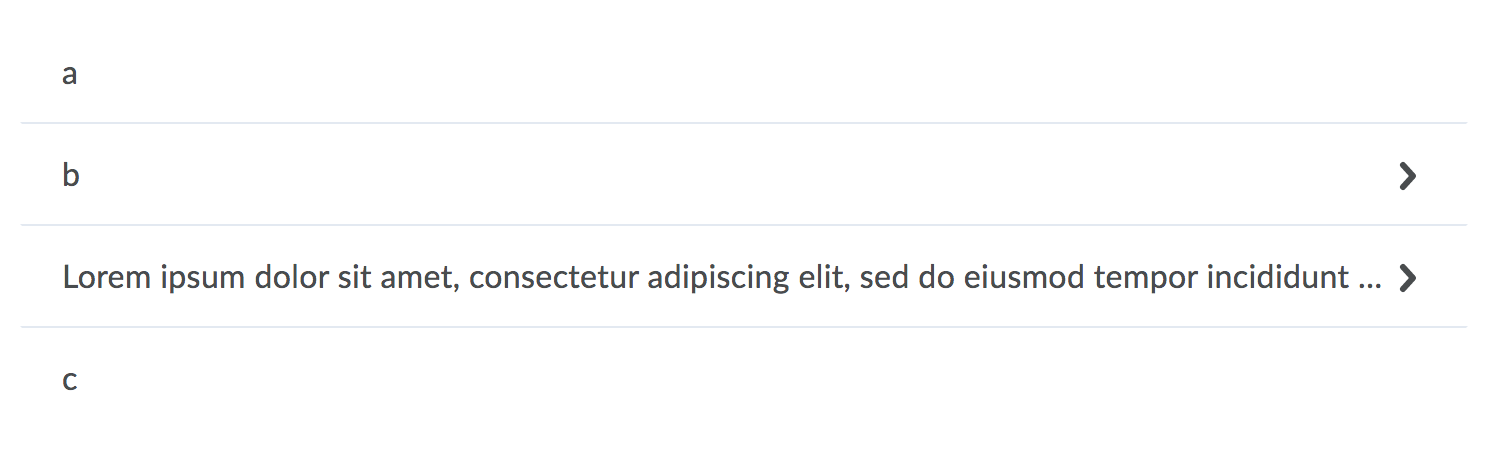 a
b
Lorem ipsum dolor sit amet, consectetur adipiscing elit, sed do eiusmod tempor incididunt ...
c